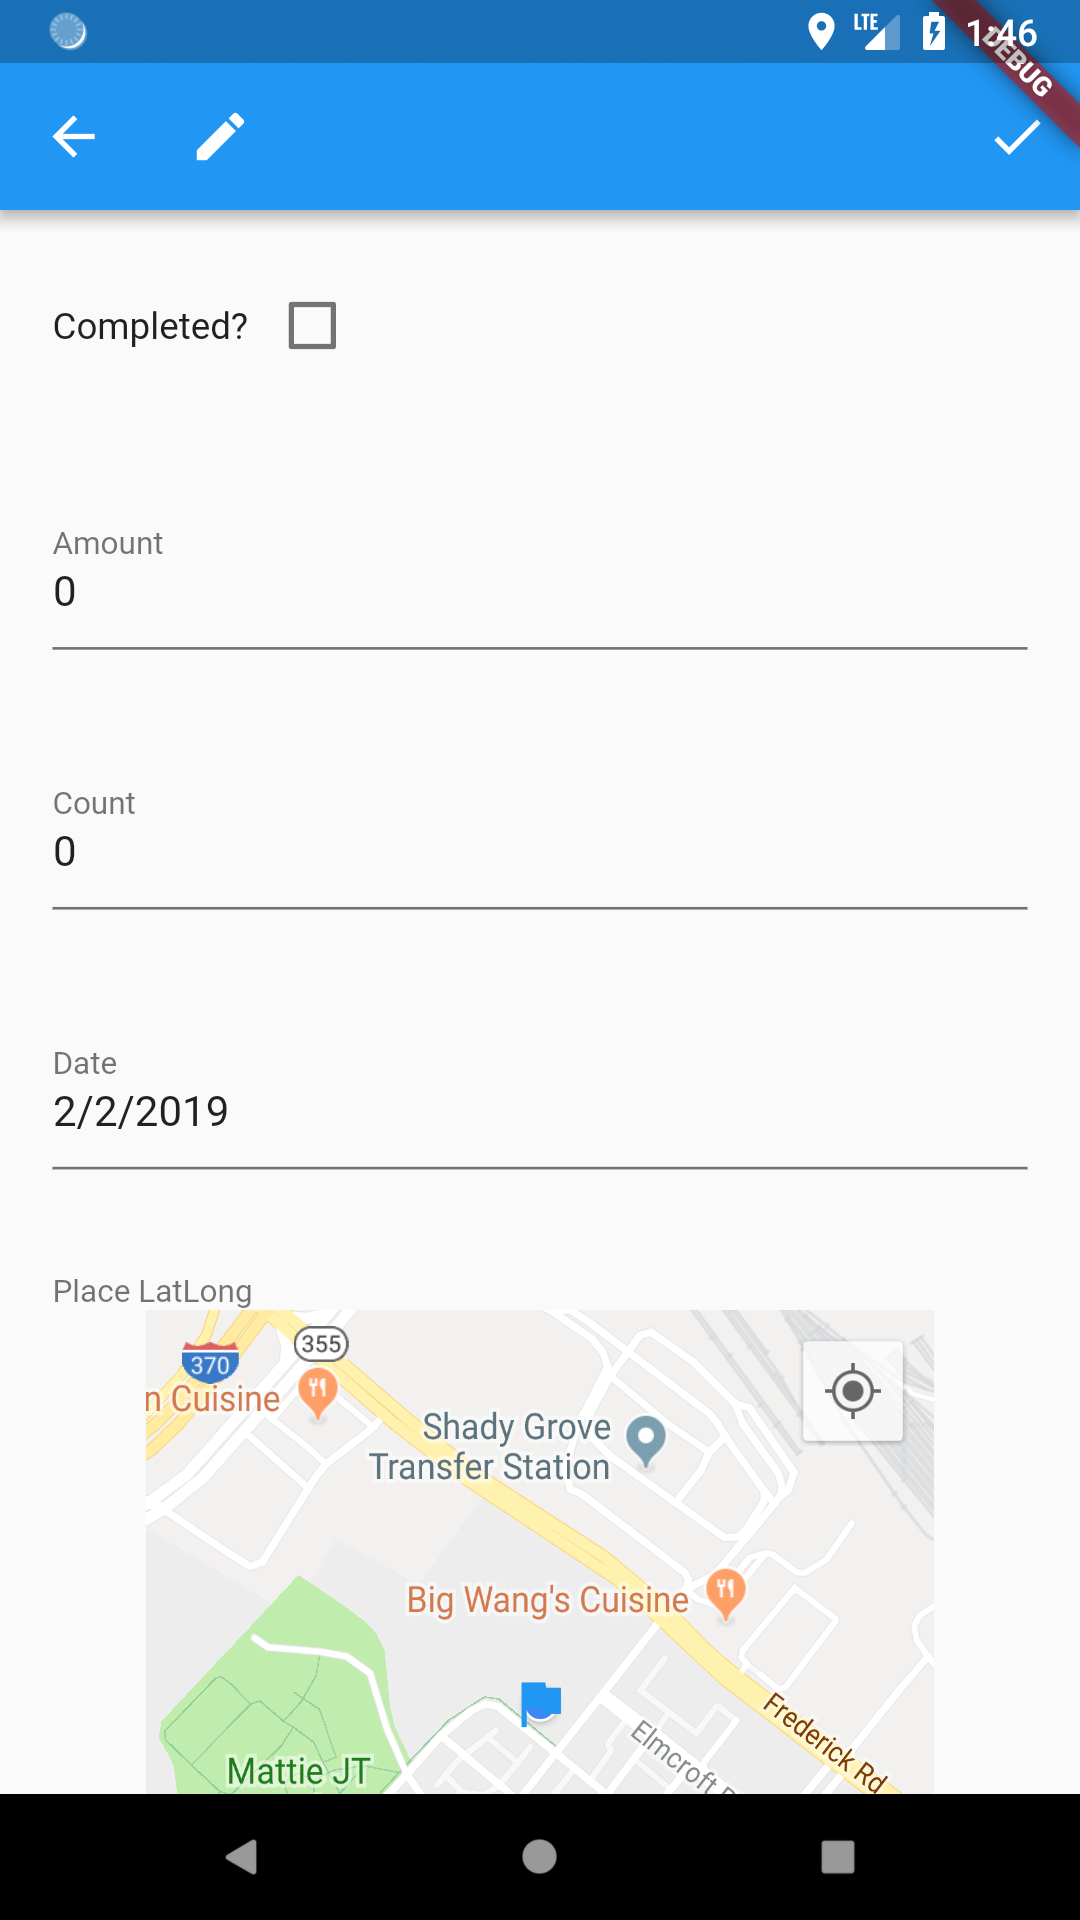 LTE 1:46
DEBUG
Completed?
Amount
0
Count
0
Date
2/2/2019
Place LatLong
355
370
n Cuisine
Shady Grove
Transfer Station
Big Wang's Cuisine
Frederick Rd
Elmcroft
Mattie JT